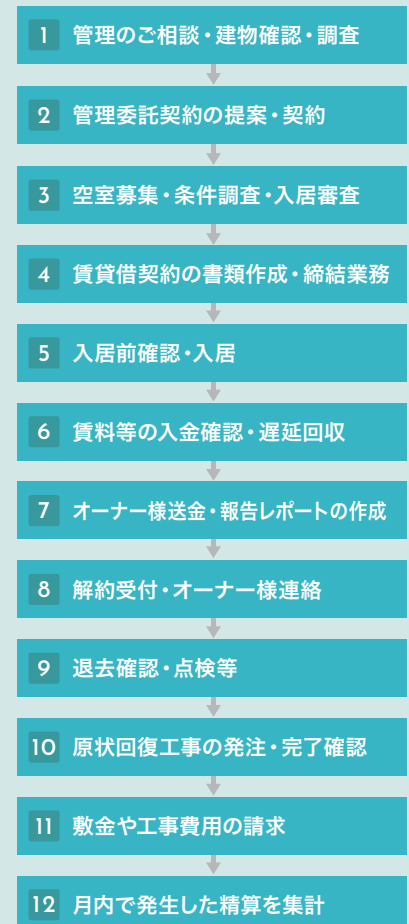 1 管理のご相談・建物確認・調査
2 管理委託契約の提案・契約
3 空室募集・条件調査・入居審査
4 賃貸借契約の書類作成・締結業務
5 入居前確認・入居
6 賃料等の入金確認・遅延回収
7 オーナー様送金・報告レポートの作成
8 解約受付・オーナー様連絡
9 退去確認・点検等
10 原状回復工事の発注・完了確認
11 敷金や工事費用の請求
12 月内で発生した精算を集計